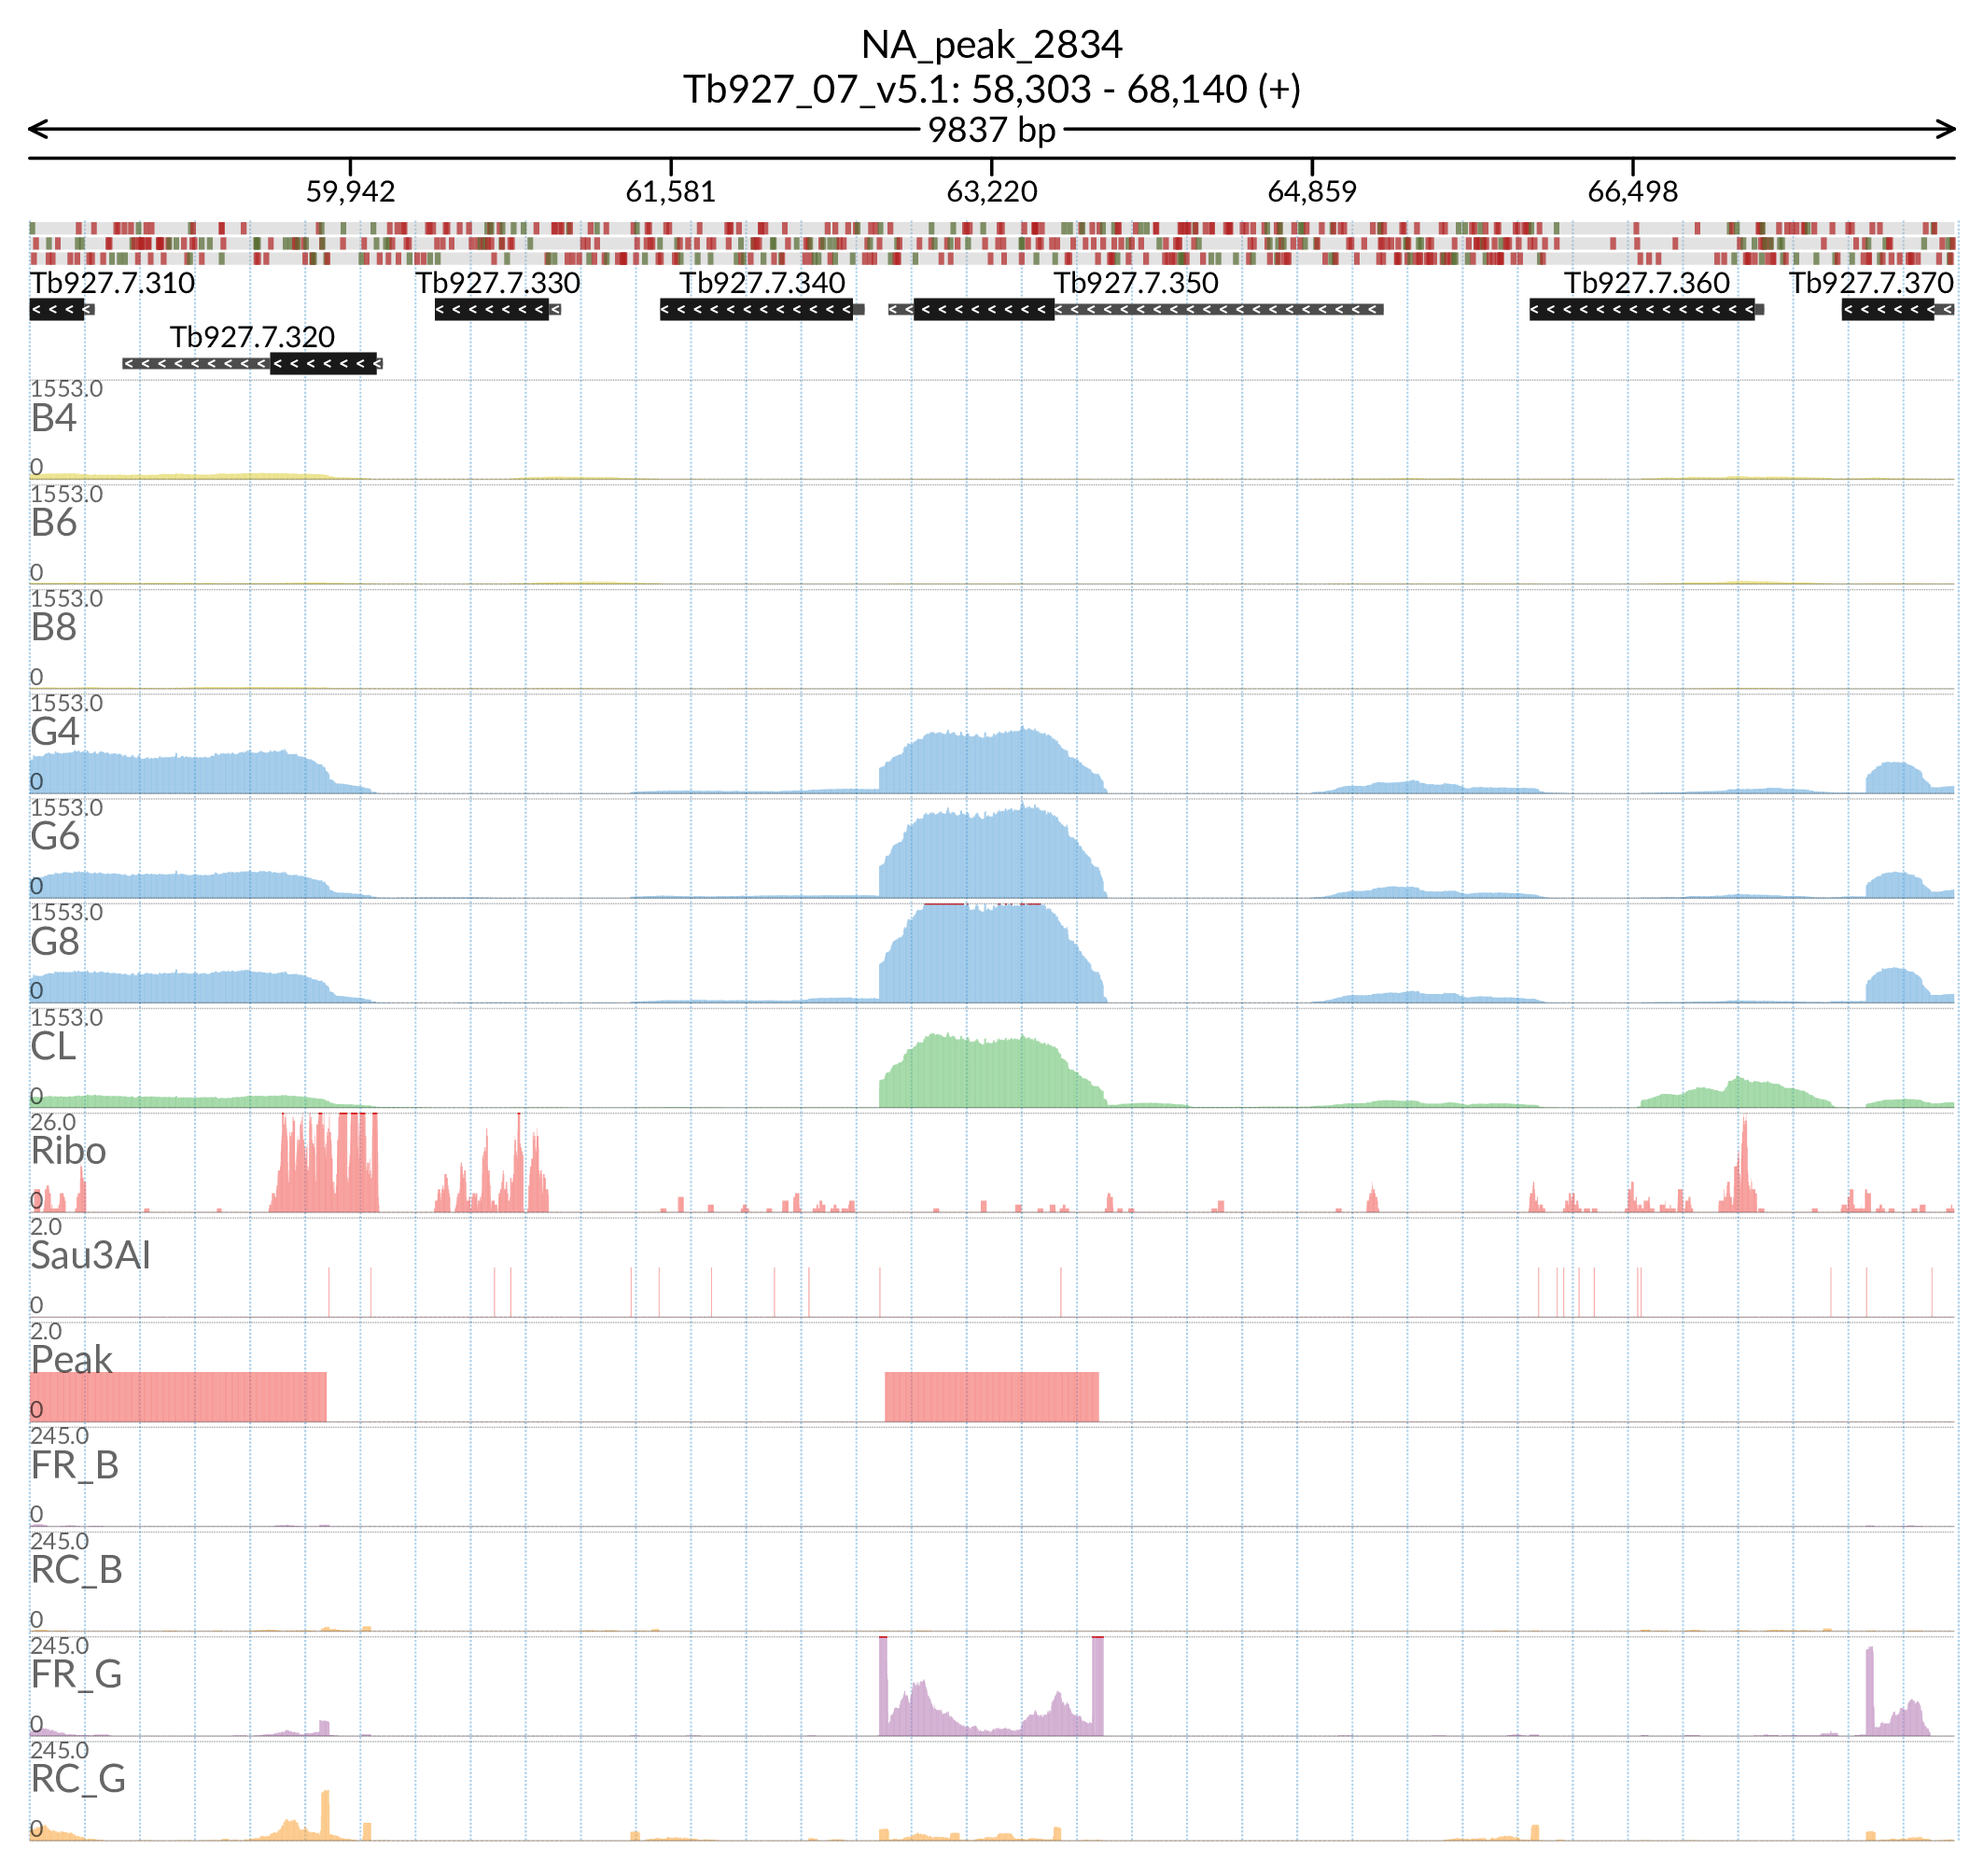 NA_peak_2834
Tb927_07_v5.1: 58,303 - 68,140 (+)
9837 bp
59,942 61,581 63,220 64,859 66,498
Tb927.7.310 Tb927.7.330 Tb927.7.340 Tb927.7.350 Tb927.7.360 Tb927.7.370
Tb927.7.320
1553.0
B4
0
1553.0
B6
0
1553.0
B8
0
1553.0
G4
0
1553.0
G6
0
1553.0
G8
0
1553.0
CL
0
26.0
Ribo
0
2.0
Sau3AI
0
2.0
Peak
0
245.0
FR_B
0
245.0
RC_B
0
245.0
FR_G
0
245.0
RC_G
0